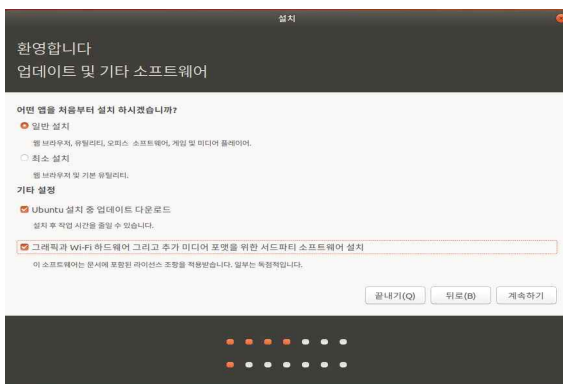 설치
환영합니다
업데이트 및 기타 소프트웨어
어떤 앱을 처음부터 설치 하시겠습니까?
일반 설치
웹 브라우저, 유틸리티, 오피스 소프트웨어, 게임 및 미디어 플레이어.
최소 설치
웹 브라우저 및 기본 유틸리티.
기타 설정
Ubuntu 설치 중 업데이트 다운로드
설치 후 작업 시간을 줄일 수 있습니다.
그래픽과 Wi-Fi 하드웨어 그리고 추가 미디어 포맷을 위한 서드파티 소프트웨어 설치
이 소프트웨어는 문서에 포함된 라이선스 조항을 적용받습니다. 일부는 독점적입니다.
끝내기(Q) 뒤로(B) 계속하기